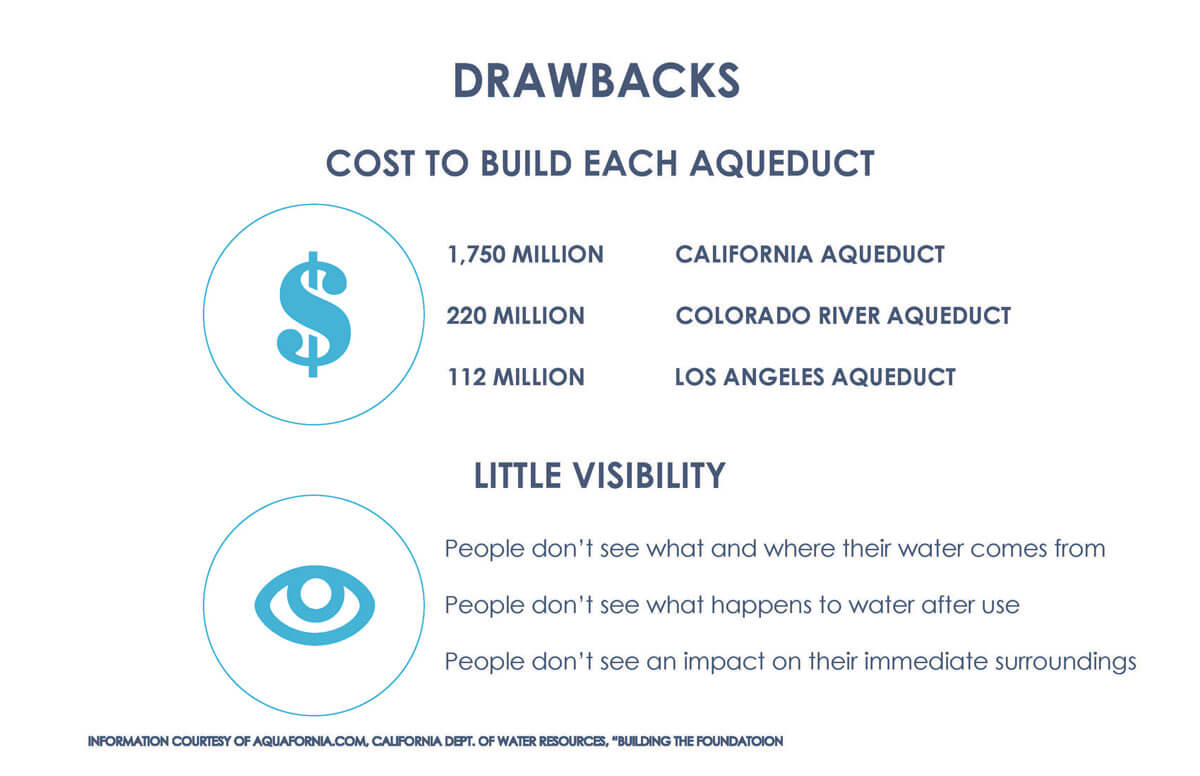 DRAWBACKS
COST TO BUILD EACH AQUEDUCT
$
1,750 MILLION CALIFORNIA AQUEDUCT
220 MILLION COLORADO RIVER AQUEDUCT
112 MILLION LOS ANGELES AQUEDUCT
LITTLE VISIBILITY
People don’t see what and where their water comes from
People don’t see what happens to water after use
People don’t see an impact on their immediate surroundings
INFORMATION COURTESY OF AQUAFORNIA.COM, CALIFORNIA DEPT. OF WATER RESOURCES, “BUILDING THE FOUNDATOION